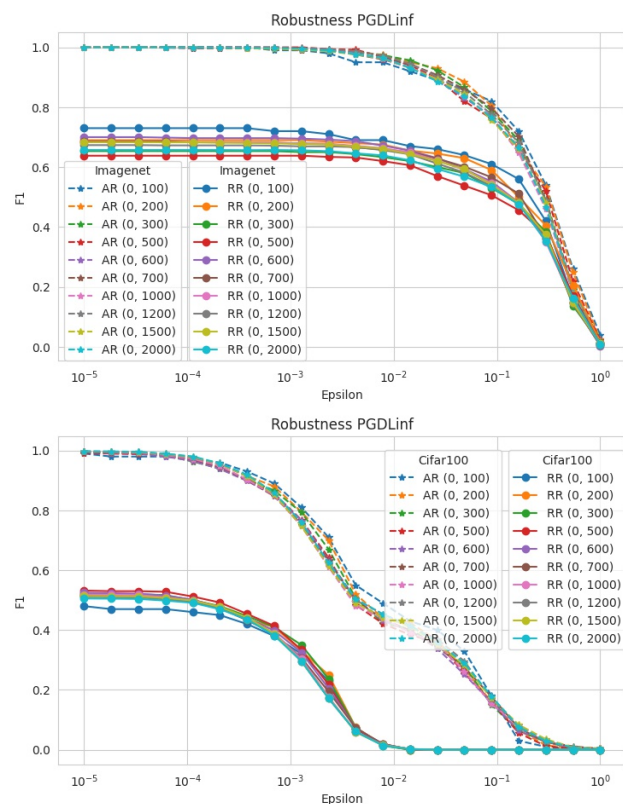 Robustness PGDLinf
1.0
0.8
0.6
0.4
0.2
0.0
F1
Imagenet
AR (0, 100)
AR (0, 200)
AR (0, 300)
AR (0, 500)
AR (0, 600)
AR (0, 700)
AR (0, 1000)
AR (0, 1200)
AR (0, 1500)
AR (0, 2000)
Imagenet
RR (0, 100)
RR (0, 200)
RR (0, 300)
RR (0, 500)
RR (0, 600)
RR (0, 700)
RR (0, 1000)
RR (0, 1200)
RR (0, 1500)
RR (0, 2000)
10⁻⁵ 10⁻⁴ 10⁻³ 10⁻² 10⁻¹ 10⁰
Epsilon
Robustness PGDLinf
1.0
0.8
0.6
0.4
0.2
0.0
F1
Cifar100
AR (0, 100)
AR (0, 200)
AR (0, 300)
AR (0, 500)
AR (0, 600)
AR (0, 700)
AR (0, 1000)
AR (0, 1200)
AR (0, 1500)
AR (0, 2000)
Cifar100
RR (0, 100)
RR (0, 200)
RR (0, 300)
RR (0, 500)
RR (0, 600)
RR (0, 700)
RR (0, 1000)
RR (0, 1200)
RR (0, 1500)
RR (0, 2000)
10⁻⁵ 10⁻⁴ 10⁻³ 10⁻² 10⁻¹ 10⁰
Epsilon